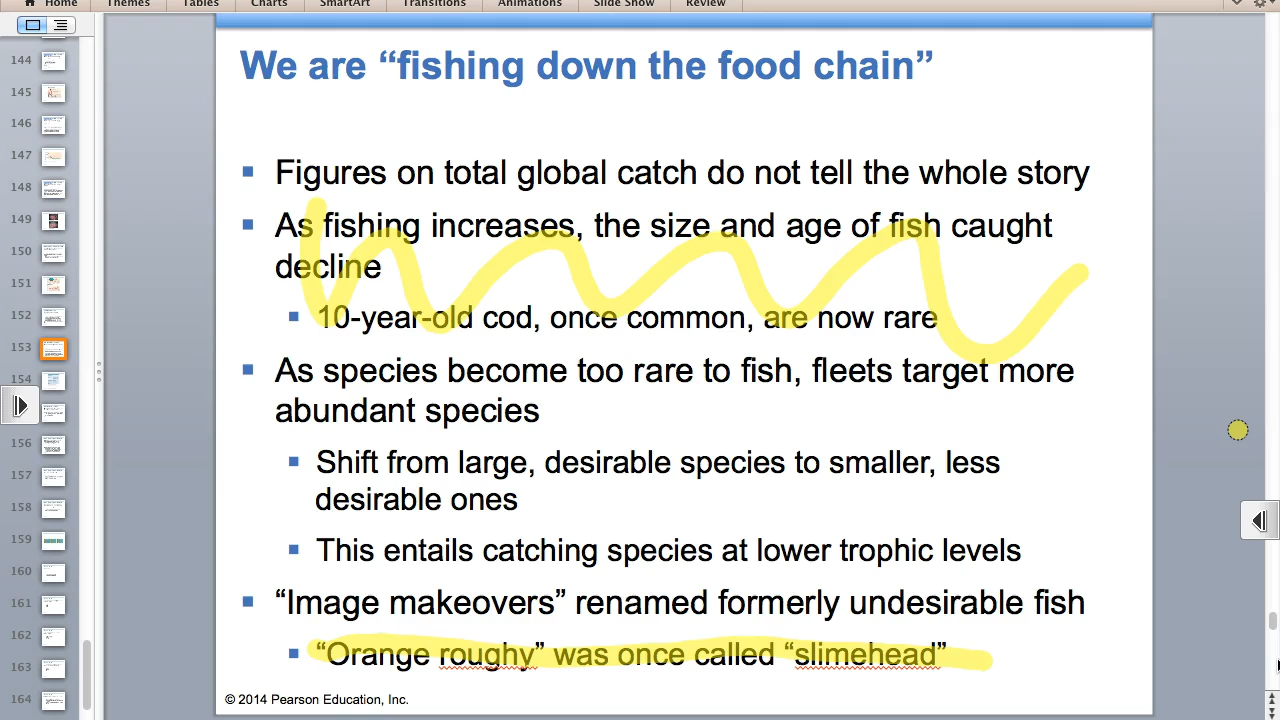 Home Themes Tables Charts SmartArt Transitions Animations Slide Show Review
144
145
146
147
148
149
150
151
152
153
154
156
157
158
159
160
161
162
163
164
We are “fishing down the food chain”
Figures on total global catch do not tell the whole story
As fishing increases, the size and age of fish caught
decline
10-year-old cod, once common, are now rare
As species become too rare to fish, fleets target more
abundant species
Shift from large, desirable species to smaller, less
desirable ones
This entails catching species at lower trophic levels
“Image makeovers” renamed formerly undesirable fish
“Orange roughy” was once called “slimehead”
© 2014 Pearson Education, Inc.